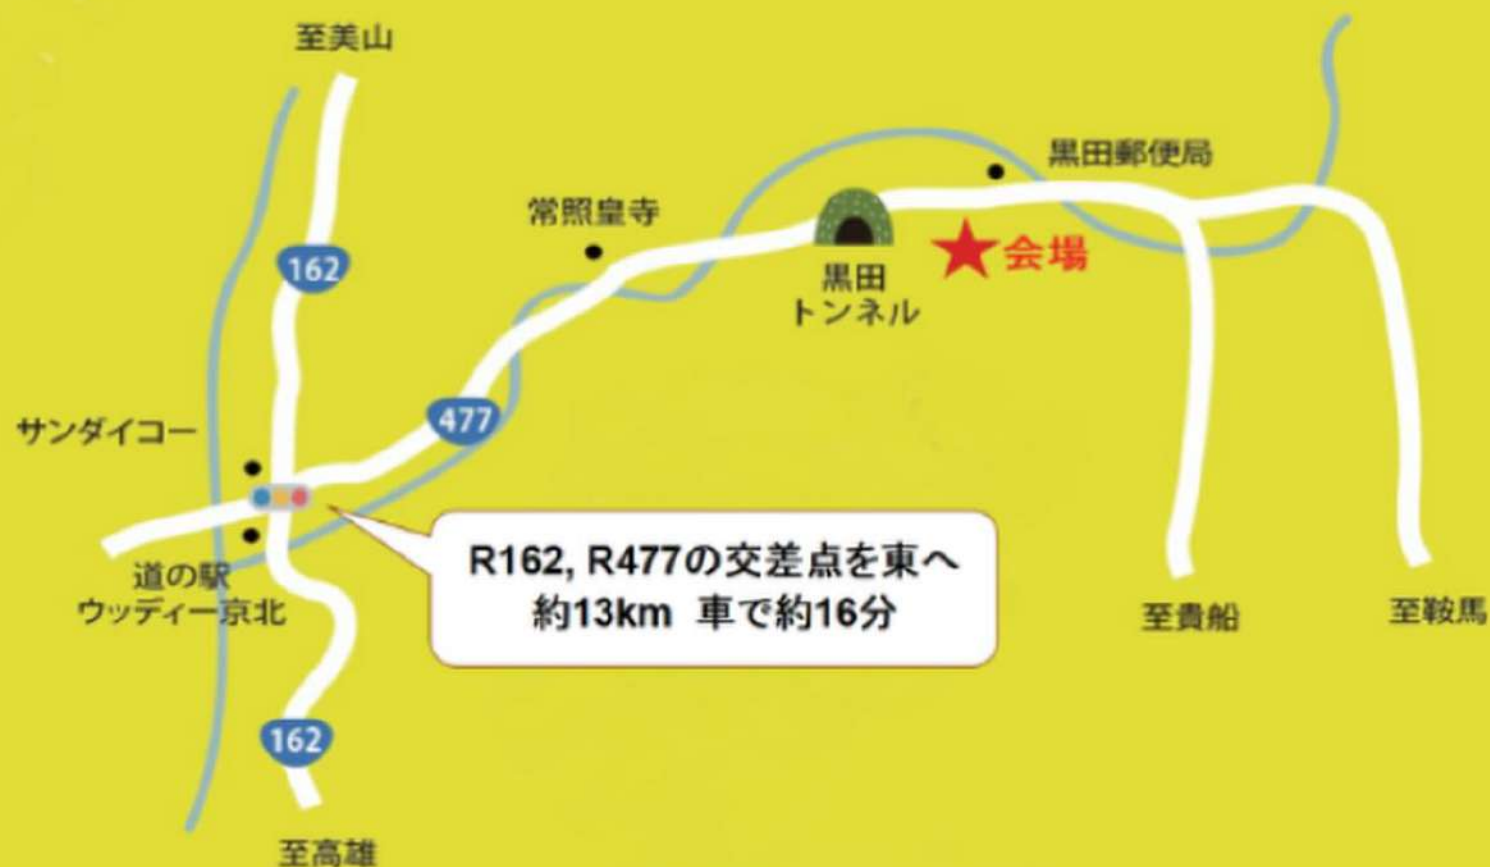 至美山
黒田郵便局
常照皇寺
162
会場
黒田
トンネル
477
サンダイコー
R162, R477の交差点を東へ
約13km 車で約16分
道の駅
ウッディー京北
至貴船
至鞍馬
162
至高雄